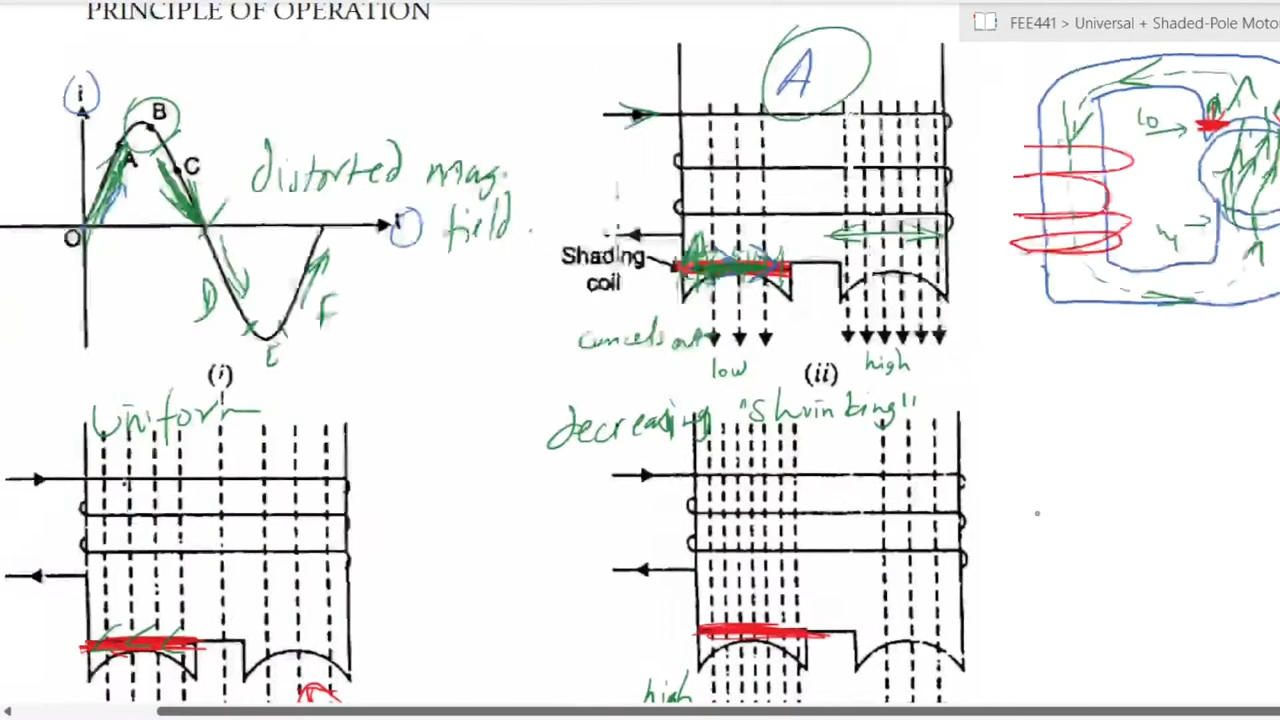 PRINCIPLE OF OPERATION
FEE441 > Universal + Shaded-Pole Moto
i
A
B
C
distorted mag.
field.
O
D
E
F
(i)
A
Shading
coil
cancels out
low
high
(ii)
Uniform
decreasing "shrinking"
high